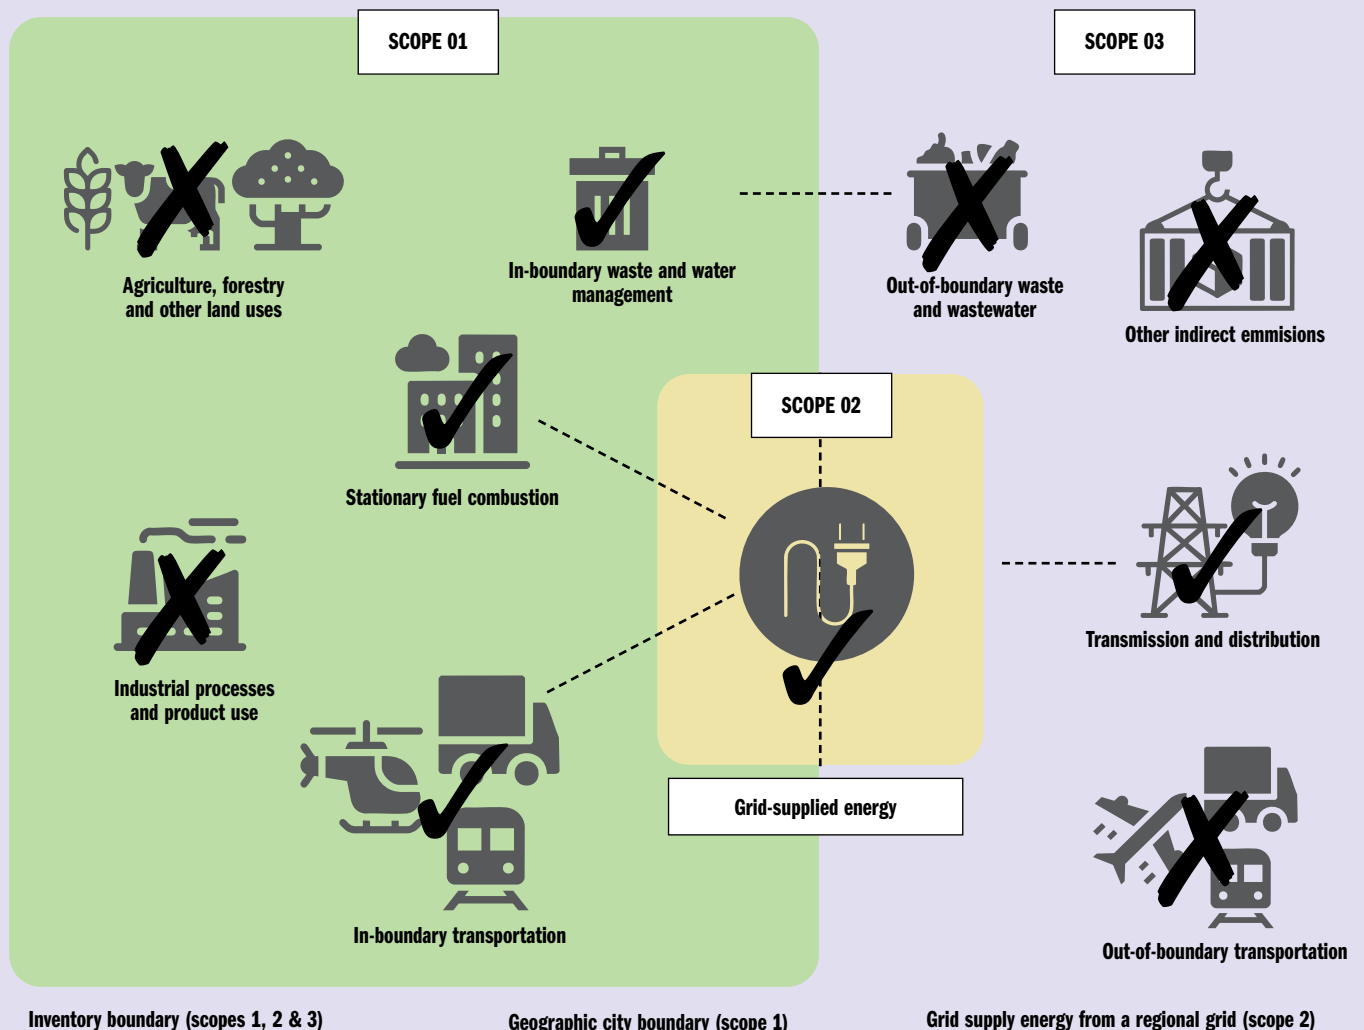 SCOPE 01
SCOPE 03
Agriculture, forestry
and other land uses
In-boundary waste and water
management
Out-of-boundary waste
and wastewater
Other indirect emmisions
SCOPE 02
Stationary fuel combustion
Transmission and distribution
Industrial processes
and product use
Grid-supplied energy
In-boundary transportation
Out-of-boundary transportation
Inventory boundary (scopes 1, 2 & 3)
Geographic city boundary (scope 1)
Grid supply energy from a regional grid (scope 2)